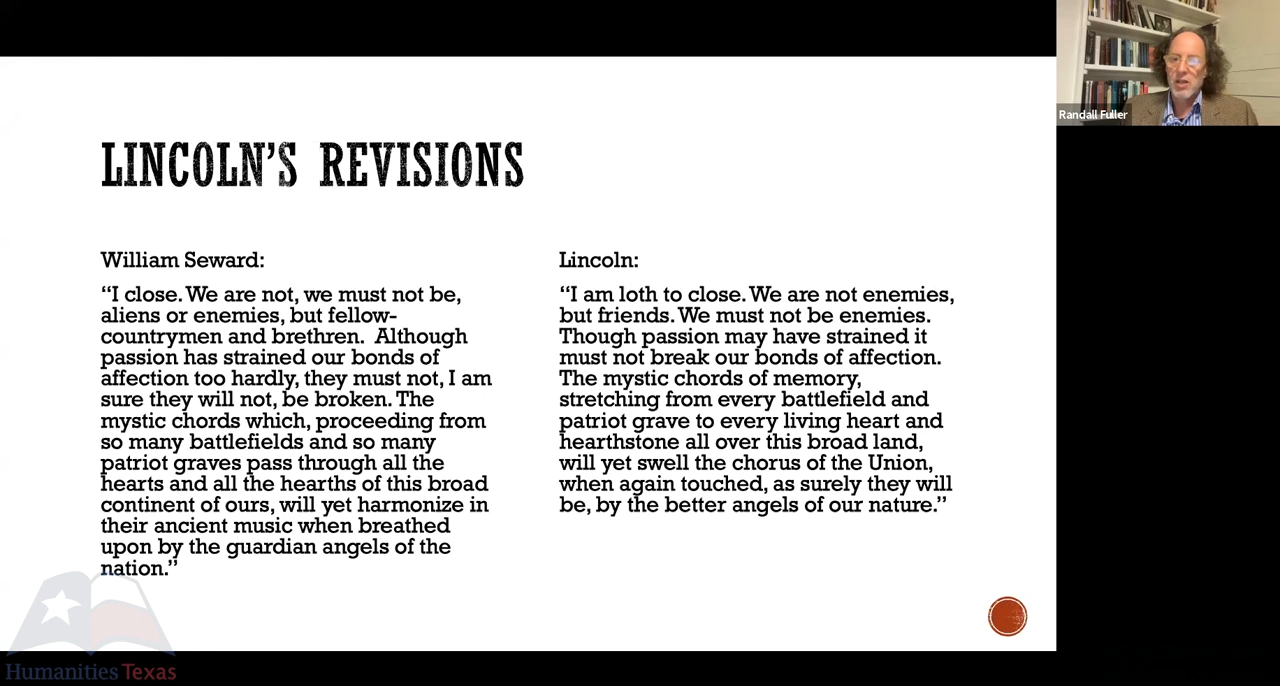 Randall Fuller
LINCOLN'S REVISIONS
William Seward:
“I close. We are not, we must not be,
aliens or enemies, but fellow-
countrymen and brethren.  Although
passion has strained our bonds of
affection too hardly, they must not, I am
sure they will not, be broken. The
mystic chords which, proceeding from
so many battlefields and so many
patriot graves pass through all the
hearts and all the hearths of this broad
continent of ours, will yet harmonize in
their ancient music when breathed
upon by the guardian angels of the
nation.”
Lincoln:
“I am loth to close. We are not enemies,
but friends. We must not be enemies.
Though passion may have strained it
must not break our bonds of affection.
The mystic chords of memory,
stretching from every battlefield and
patriot grave to every living heart and
hearthstone all over this broad land,
will yet swell the chorus of the Union,
when again touched, as surely they will
be, by the better angels of our nature.”
Humanities Texas